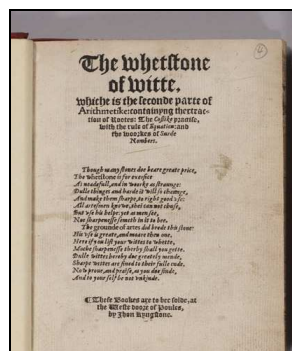 The whetstone
of witte,
whiche is the seconde parte of
Arithmetike: containyng thextrac-
tion of Rootes: The Coßike practise,
with the rule of Equation: and
the woorkes of Surde
Nombers.
Though many stones doe beare greate price,
The whetstone is for exersice
As neadefull, and in woorke as straunge:
Dulle thinges and harde it will so chaunge,
And make them sharpe, to right good vse:
All artesmen knowe, thei can not chuse,
But vse his helpe: yet as men see,
Noe sharpenesse semeth in it to bee.
The grounde of artes did brede this stone:
His vse is greate, and moare then one.
Here if you lift your wittes to whette,
Moche sharpenesse therby shall you gette.
Dulle wittes hereby doe greately mende,
Sharpe wittes are fined to their fulle ende.
Now proue, and praise, as you doe finde,
And to your self be not vnkinde.
¶ These Bookes are to bee solde, at
the Weste doore of Poules,
by Jhon Kyngstone.